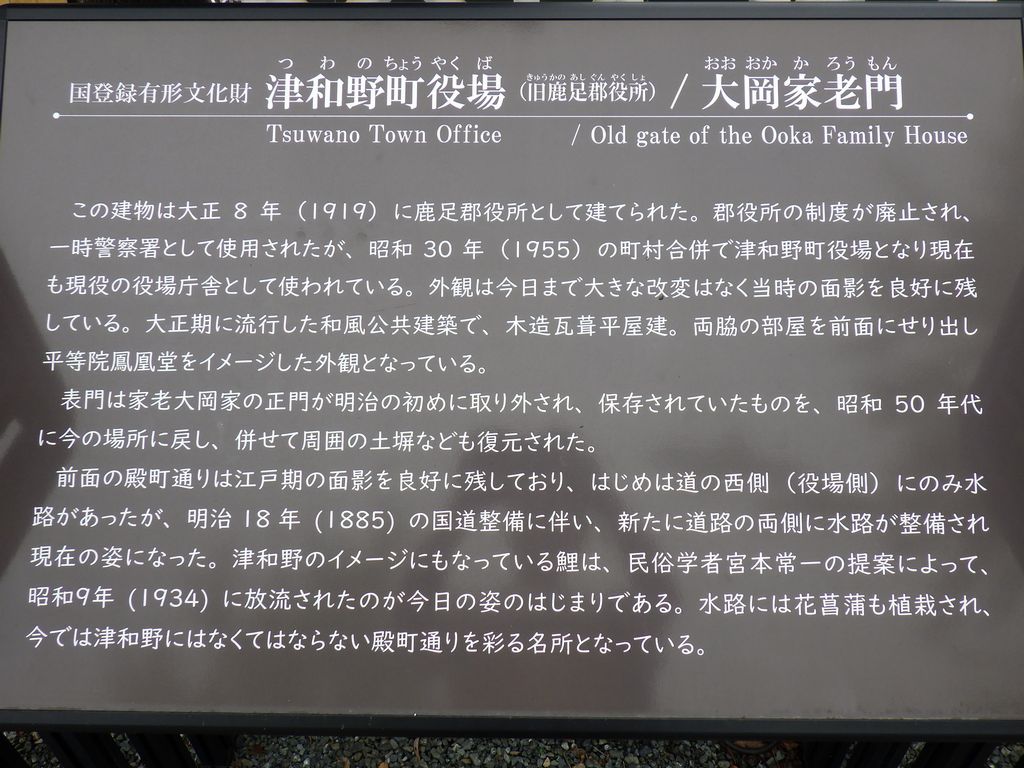 つわのちょうやくば きゅうかのあしぐんやくしょ おおおかかろうもん
国登録有形文化財 津和野町役場（旧鹿足郡役所）/ 大岡家老門
Tsuwano Town Office / Old gate of the Ooka Family House
この建物は大正 8 年（1919）に鹿足郡役所として建てられた。郡役所の制度が廃止され、
一時警察署として使用されたが、昭和 30 年（1955）の町村合併で津和野町役場となり現在
も現役の役場庁舎として使われている。外観は今日まで大きな改変はなく当時の面影を良好に残
している。大正期に流行した和風公共建築で、木造瓦葺平屋建。両脇の部屋を前面にせり出し
平等院鳳凰堂をイメージした外観となっている。
表門は家老大岡家の正門が明治の初めに取り外され、保存されていたものを、昭和 50 年代
に今の場所に戻し、併せて周囲の土塀なども復元された。
前面の殿町通りは江戸期の面影を良好に残しており、はじめは道の西側（役場側）にのみ水
路があったが、明治 18 年 (1885) の国道整備に伴い、新たに道路の両側に水路が整備され
現在の姿になった。津和野のイメージにもなっている鯉は、民俗学者宮本常一の提案によって、
昭和9年 (1934) に放流されたのが今日の姿のはじまりである。水路には花菖蒲も植栽され、
今では津和野にはなくてはならない殿町通りを彩る名所となっている。